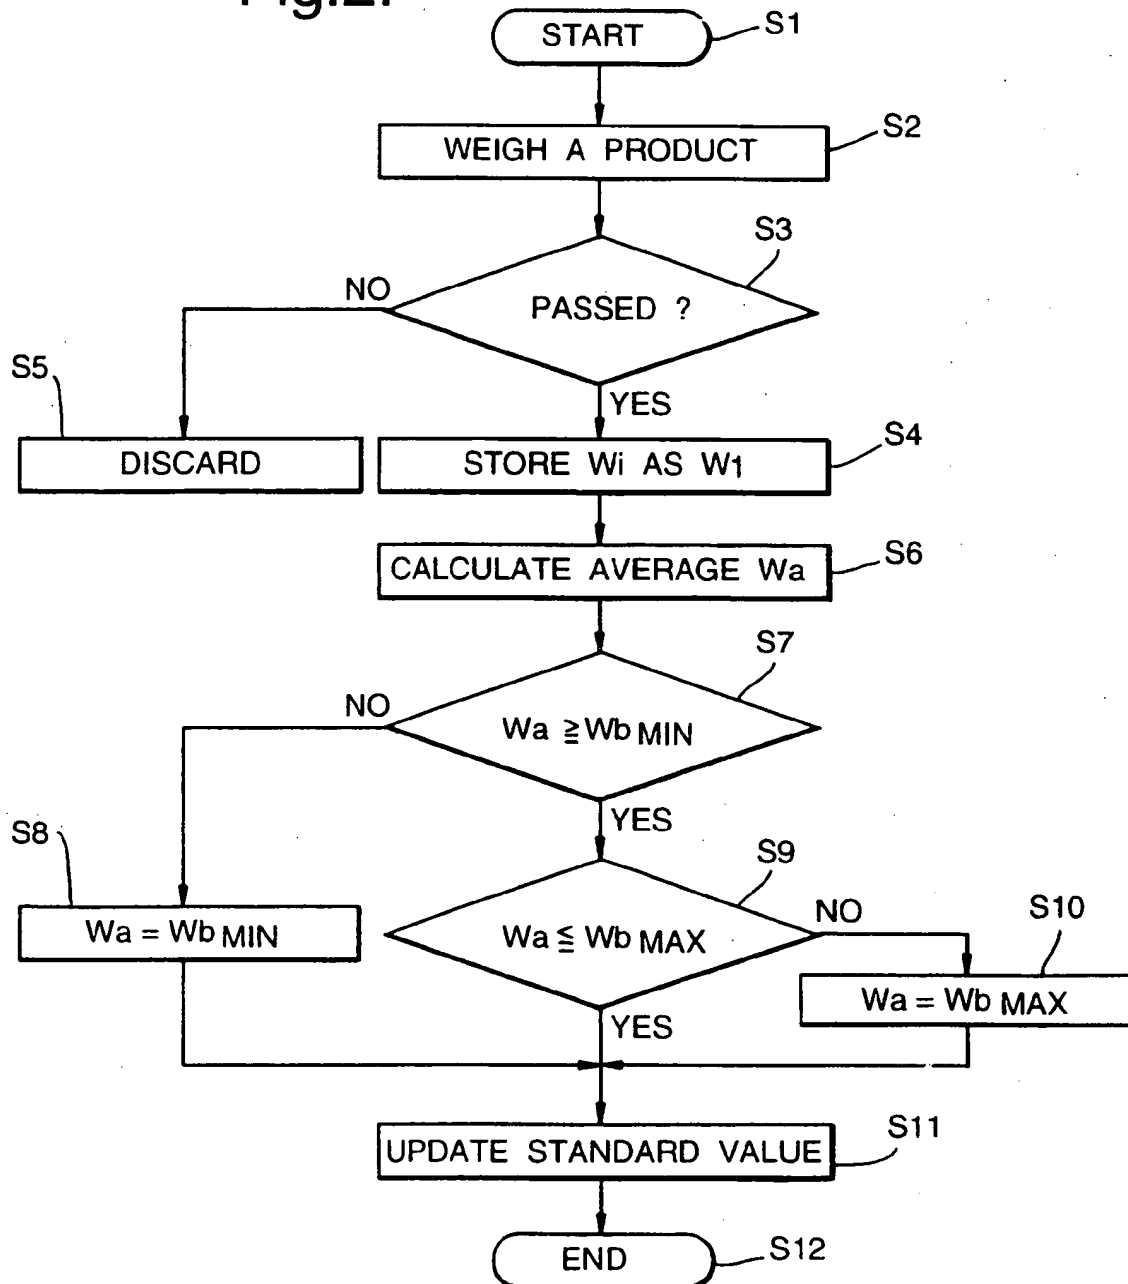 Fig.2.
START
S1
WEIGH A PRODUCT
S2
S3
PASSED ?
NO
YES
S5
DISCARD
STORE Wi AS W1
S4
CALCULATE AVERAGE Wa
S6
S7
NO
Wa ≧ Wb MIN
YES
S8
Wa = Wb MIN
S9
Wa ≦ Wb MAX
NO
S10
Wa = Wb MAX
YES
UPDATE STANDARD VALUE
S11
END
S12